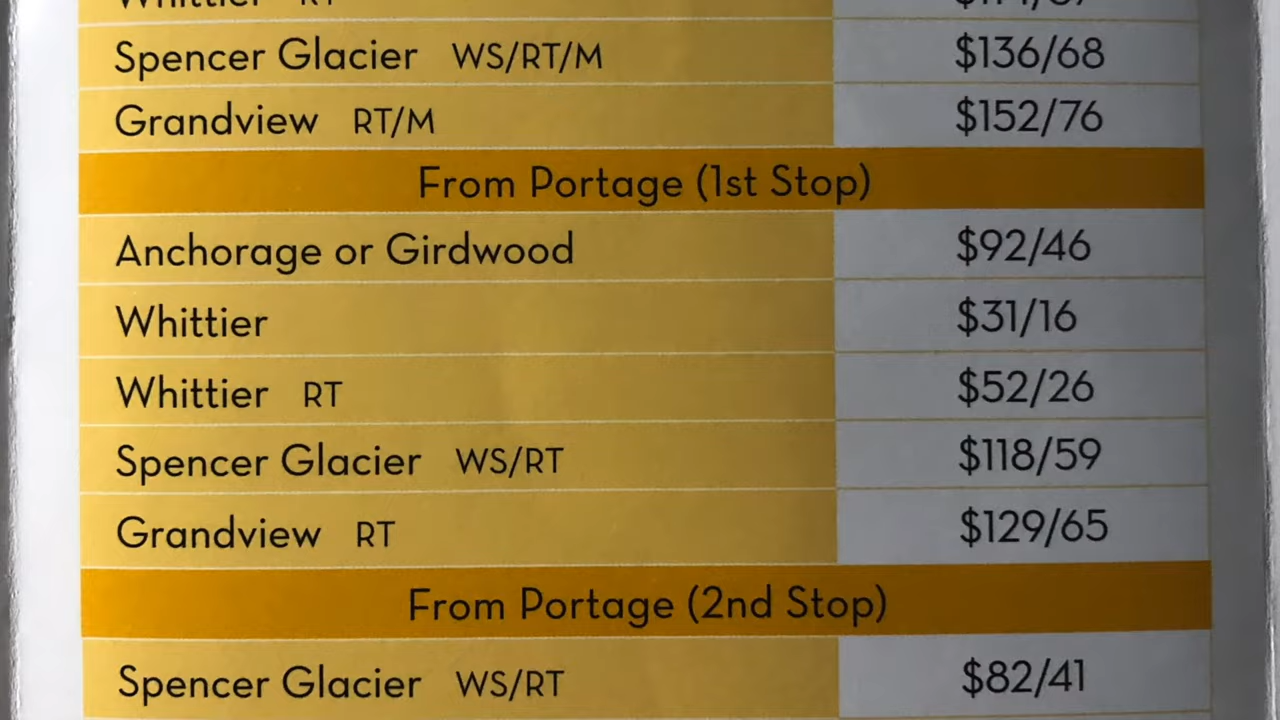 Whittier RT
Spencer Glacier WS/RT/M $136/68
Grandview RT/M $152/76
From Portage (1st Stop)
Anchorage or Girdwood $92/46
Whittier $31/16
Whittier RT $52/26
Spencer Glacier WS/RT $118/59
Grandview RT $129/65
From Portage (2nd Stop)
Spencer Glacier WS/RT $82/41